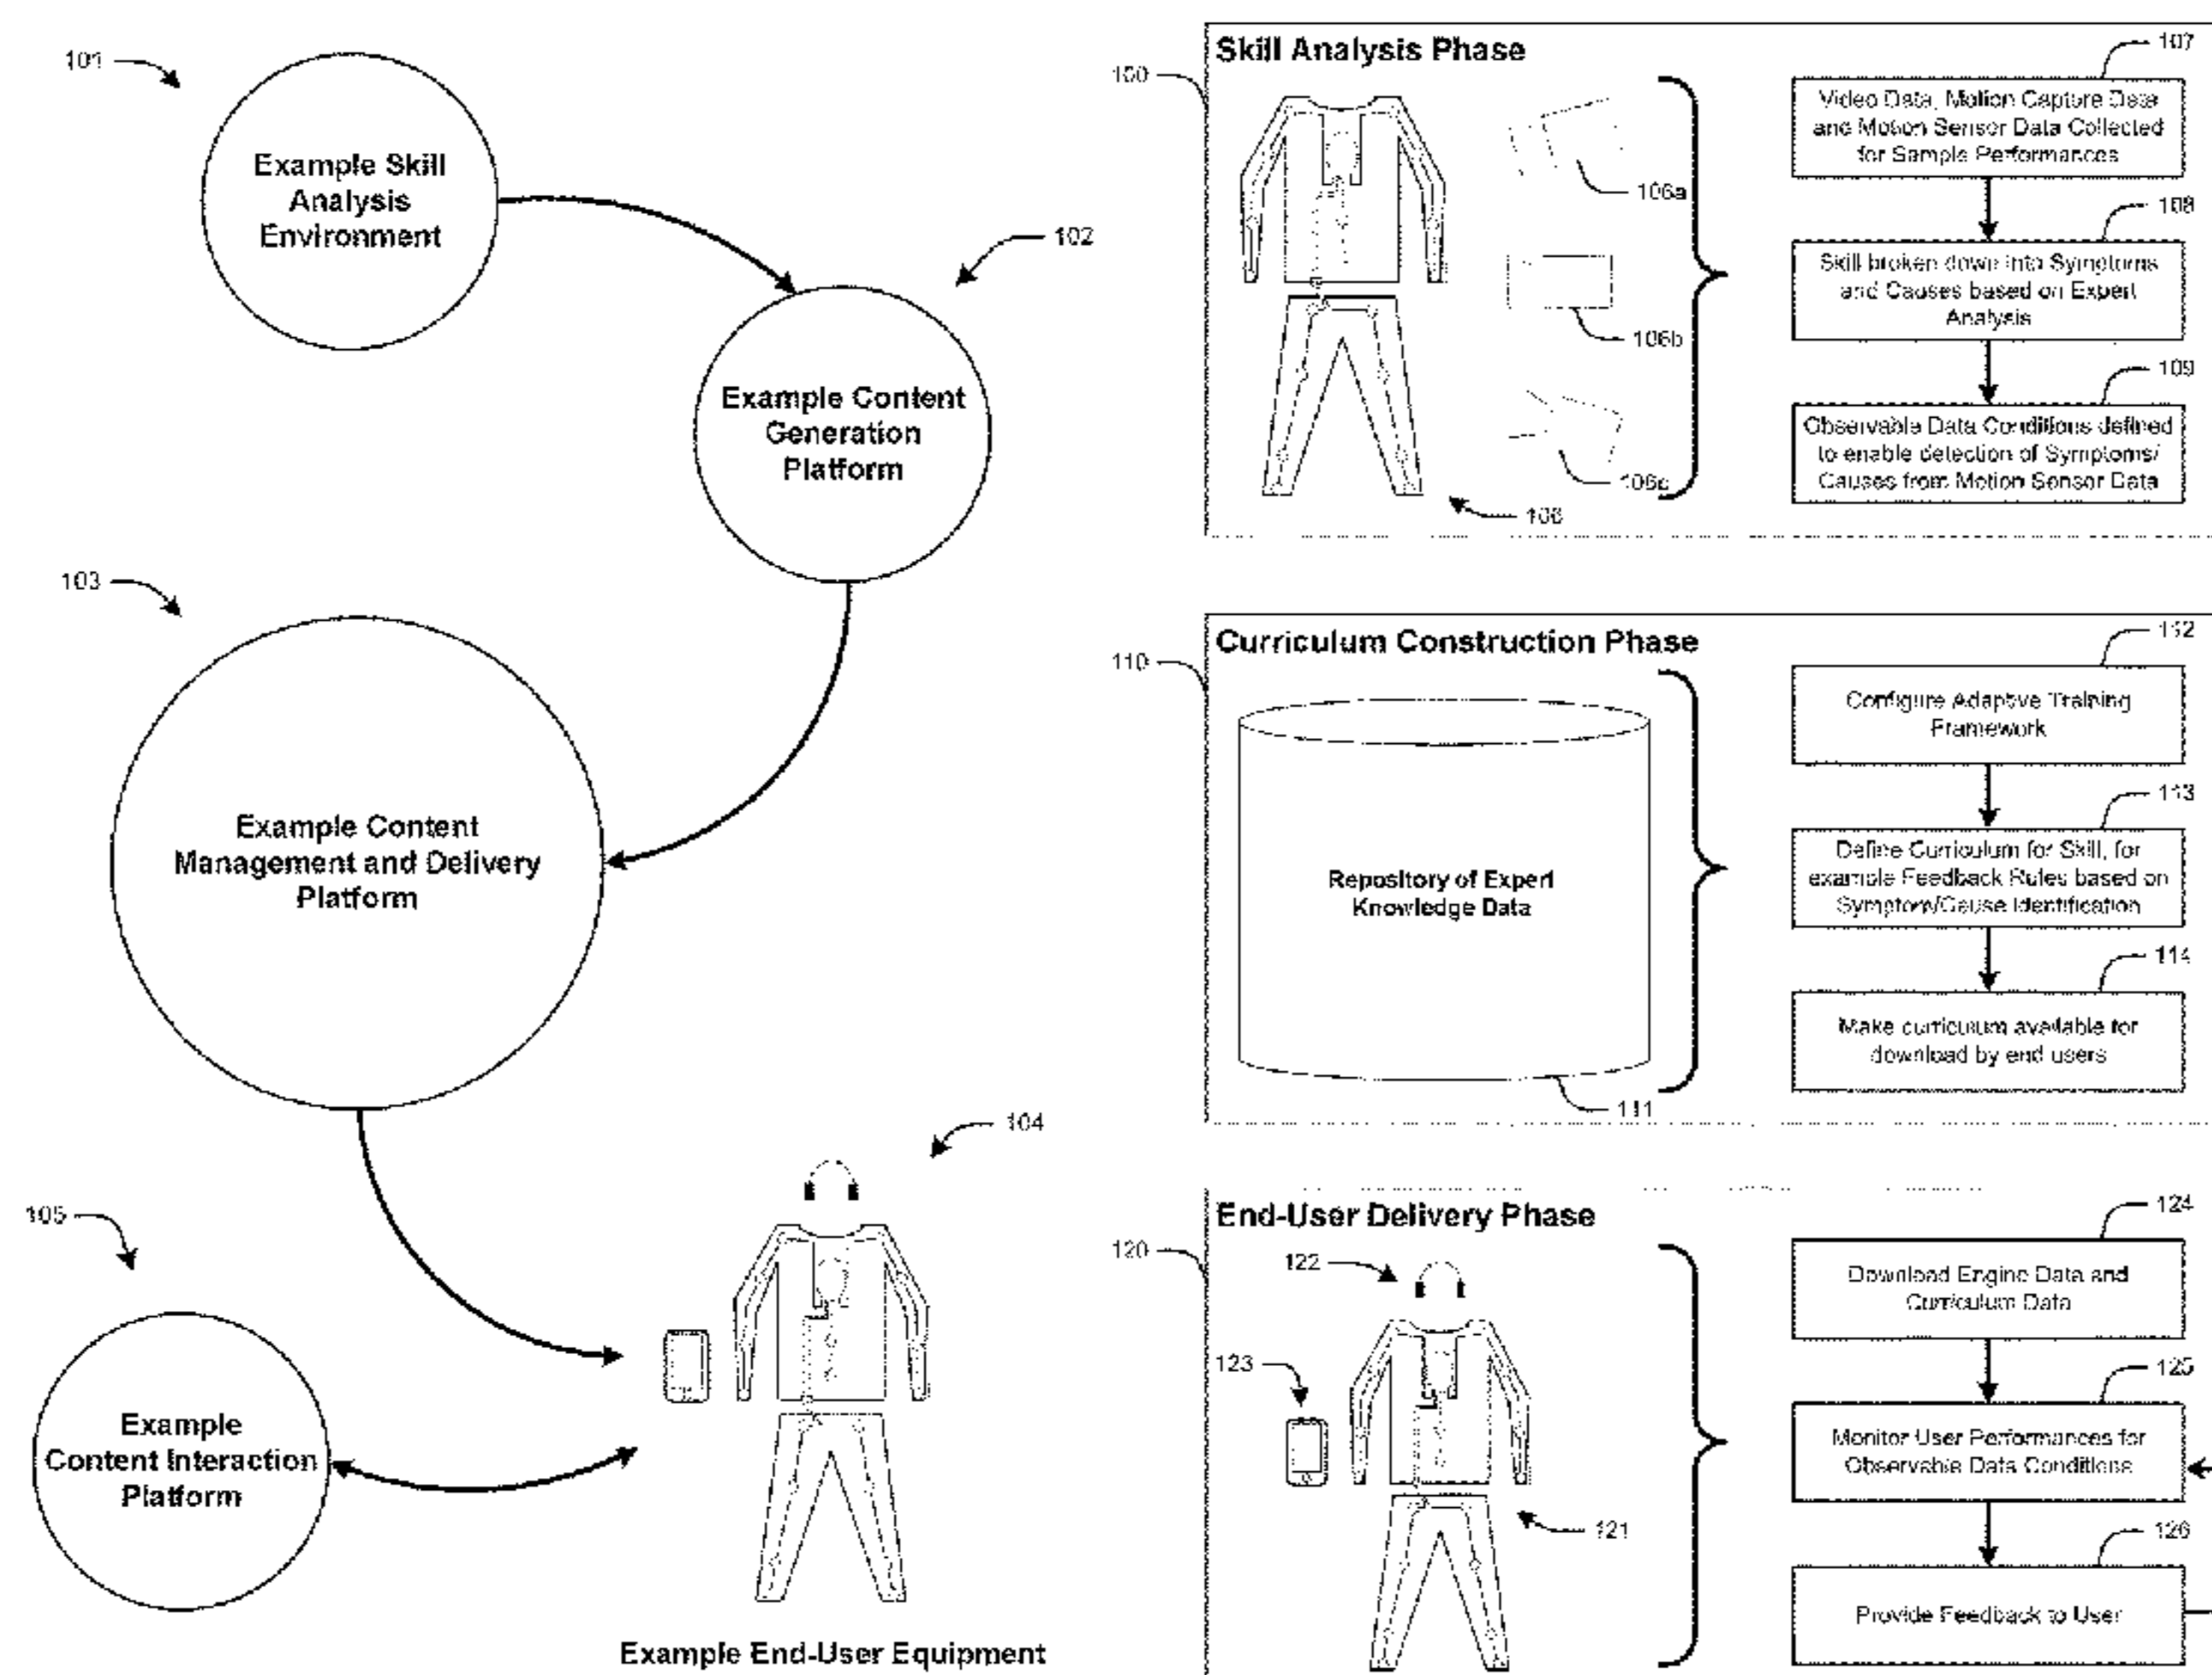 101
Example Skill
Analysis
Environment
102
Example Content
Generation
Platform
103
Example Content
Management and Delivery
Platform
104
105
Example
Content Interaction
Platform
Example End-User Equipment
100
Skill Analysis Phase
106a
106b
106c
106
107
Video Data, Motion Capture Data
and Motion Sensor Data Collected
for Sample Performances
108
Skill broken down into Symptoms
and Causes based on Expert
Analysis
109
Observable Data Conditions defined
to enable detection of Symptoms/
Causes from Motion Sensor Data
110
Curriculum Construction Phase
Repository of Expert
Knowledge Data
111
112
Configure Adaptive Training
Framework
113
Define Curriculum for Skill, for
example Feedback Rules based on
Symptom/Cause Identification
114
Make curriculum available for
download by end users
120
End-User Delivery Phase
122
123
121
124
Download Engine Data and
Curriculum Data
125
Monitor User Performances for
Observable Data Conditions
126
Provide Feedback to User